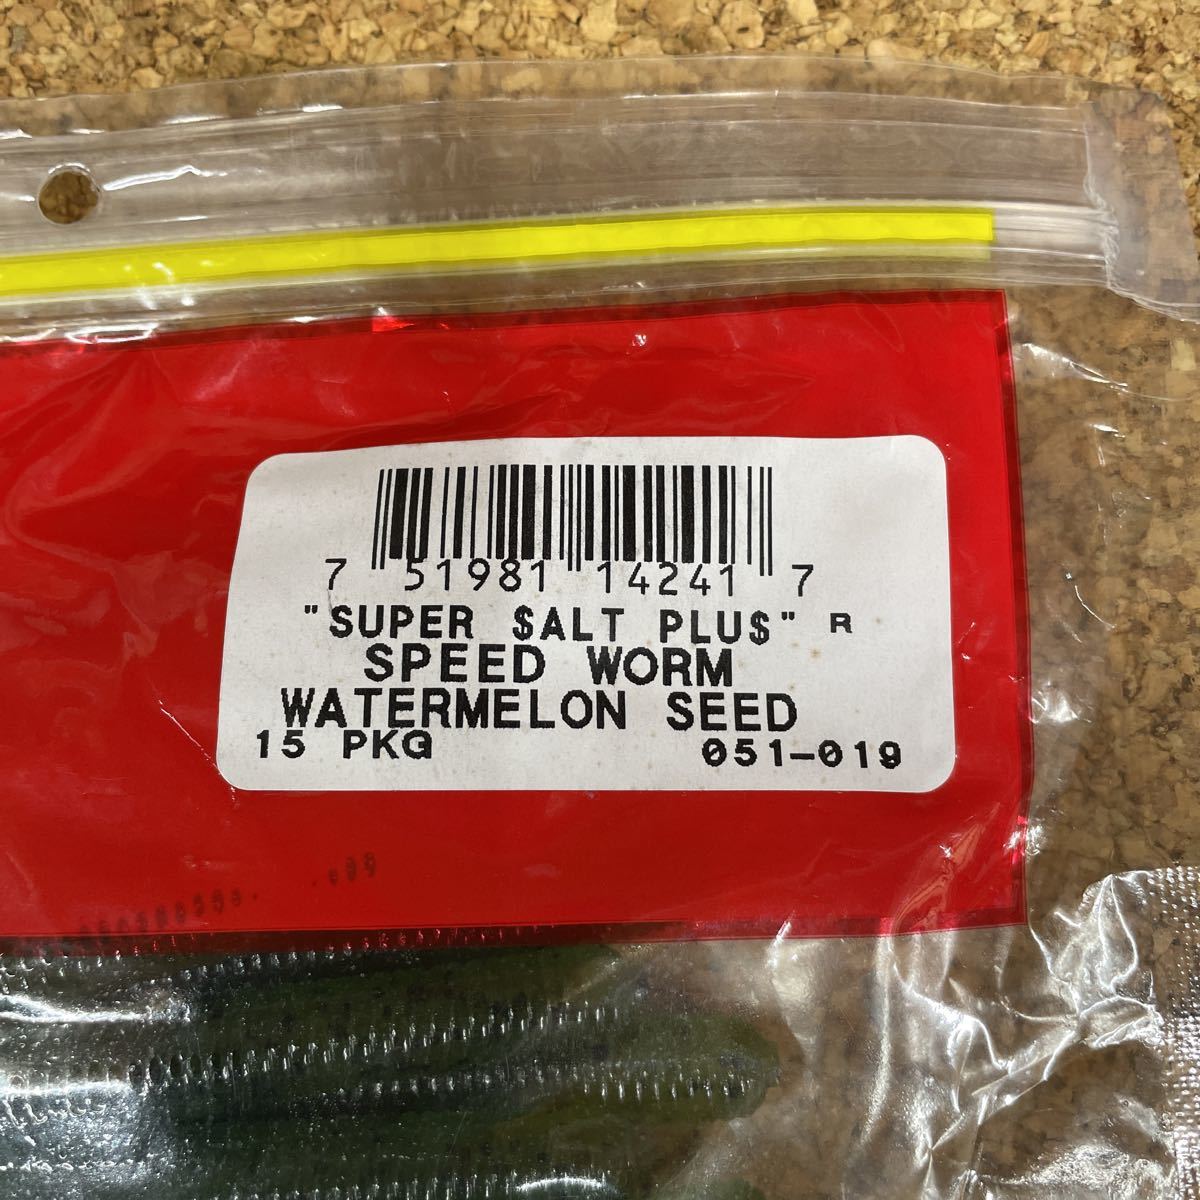 7 51981 14241 7
"SUPER $ALT PLU$" R
SPEED WORM
WATERMELON SEED
15 PKG 051-019